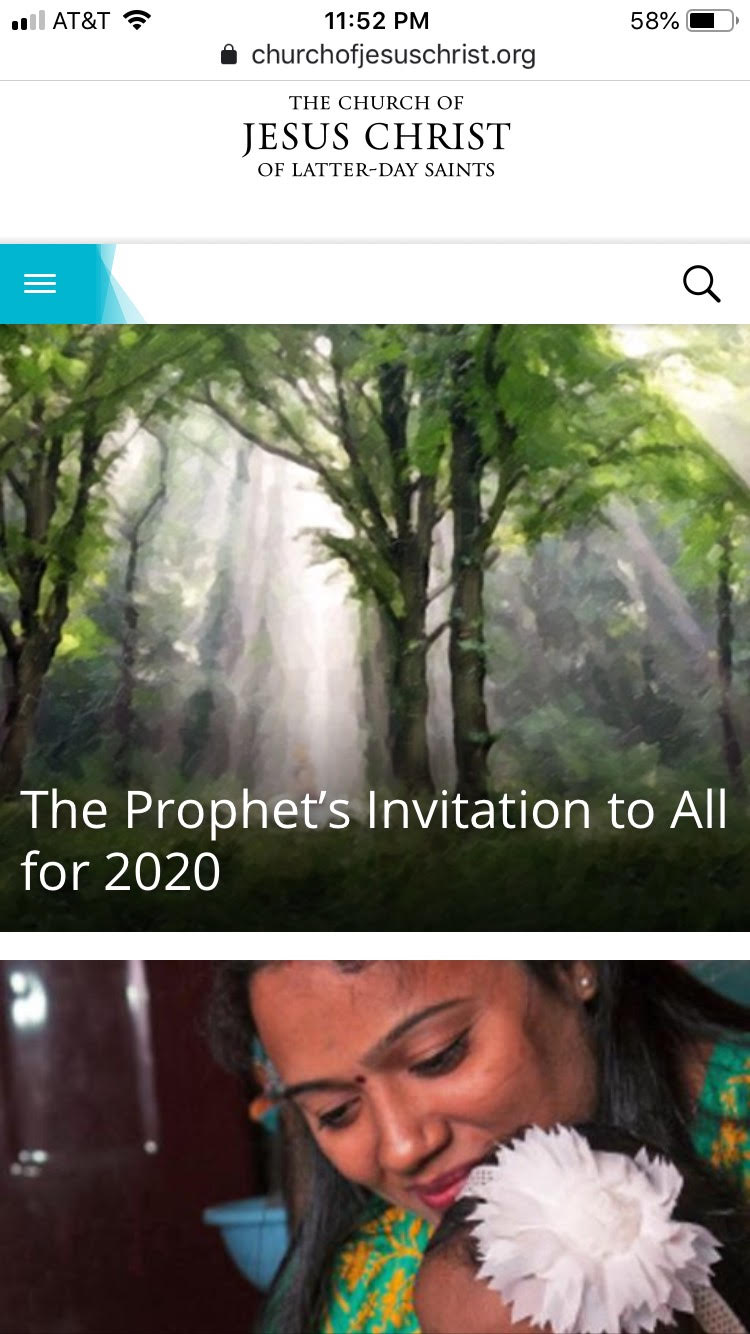 AT&T 11:52 PM 58%
churchofjesuschrist.org
THE CHURCH OF
JESUS CHRIST
OF LATTER-DAY SAINTS
The Prophet’s Invitation to All
for 2020